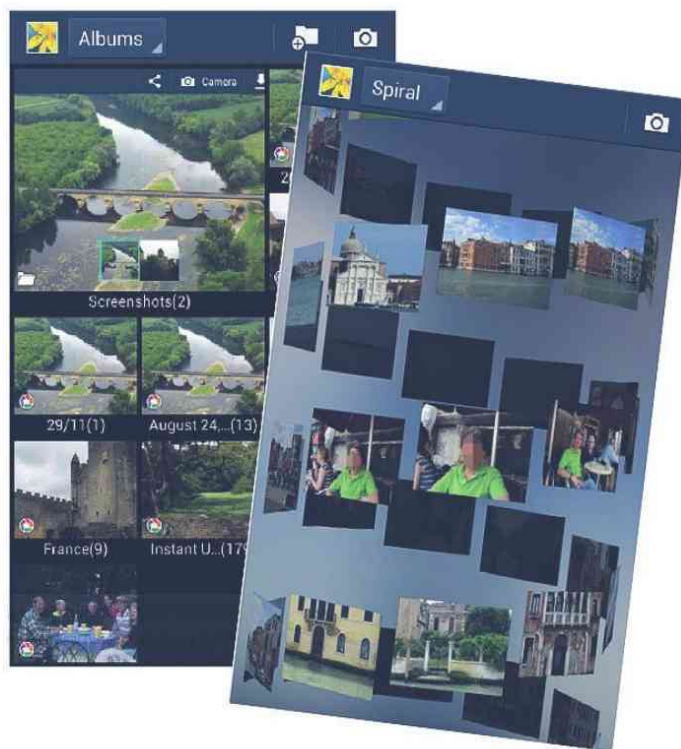 Albums
Camera
Screenshots(2)
29/11(1)
August 24,...(13)
France(9)
Instant U...(179
Spiral